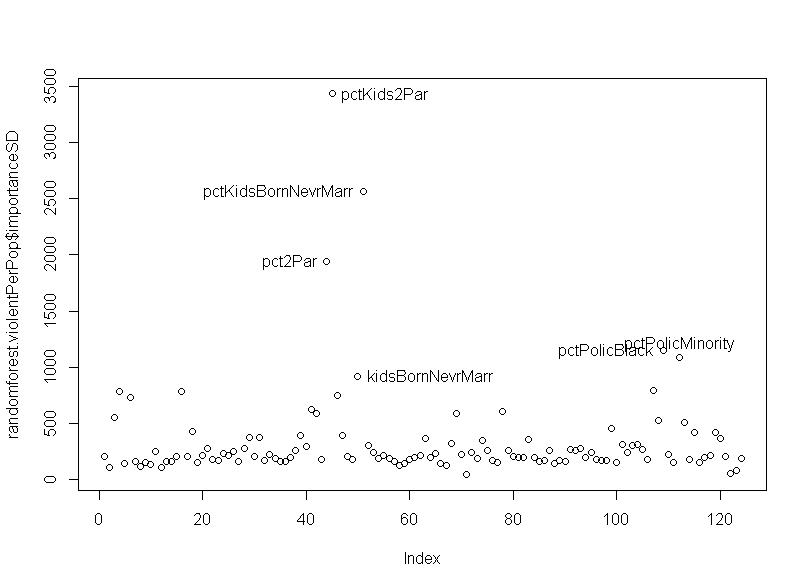 3500
pctKids2Par
3000
2500
pctKidsBornNevrMarr
2000
pct2Par
1500
pctPolicMinority
pctPolicBlack
1000
kidsBornNevrMarr
500
0
randomforest.violentPerPop$importanceSD
0 20 40 60 80 100 120
Index